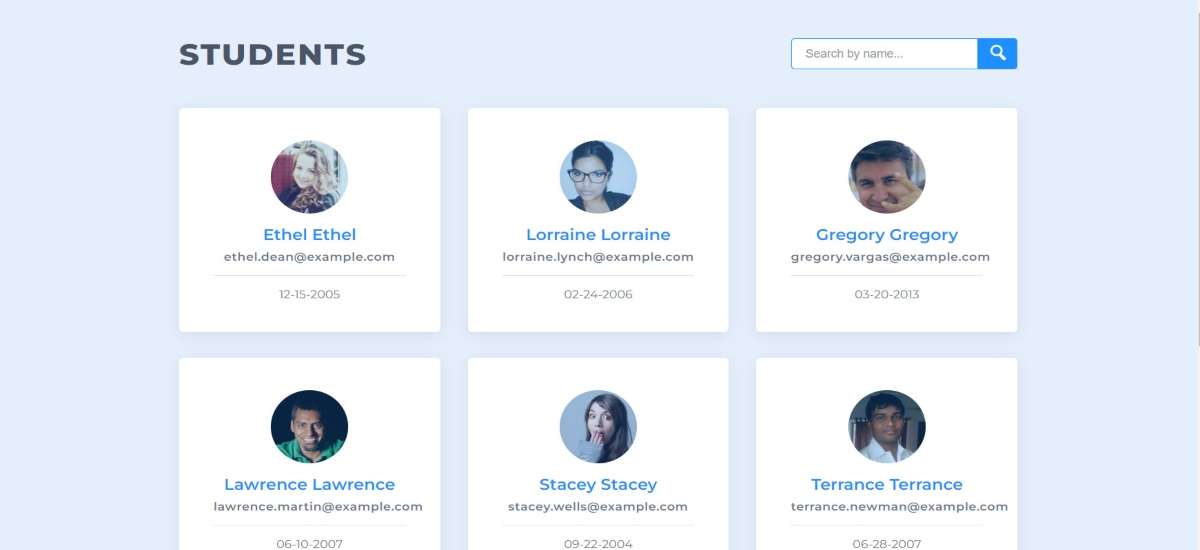 STUDENTS
Search by name...
Ethel Ethel
ethel.dean@example.com
12-15-2005
Lorraine Lorraine
lorraine.lynch@example.com
02-24-2006
Gregory Gregory
gregory.vargas@example.com
03-20-2013
Lawrence Lawrence
lawrence.martin@example.com
06-10-2007
Stacey Stacey
stacey.wells@example.com
09-22-2004
Terrance Terrance
terrance.newman@example.com
06-28-2007